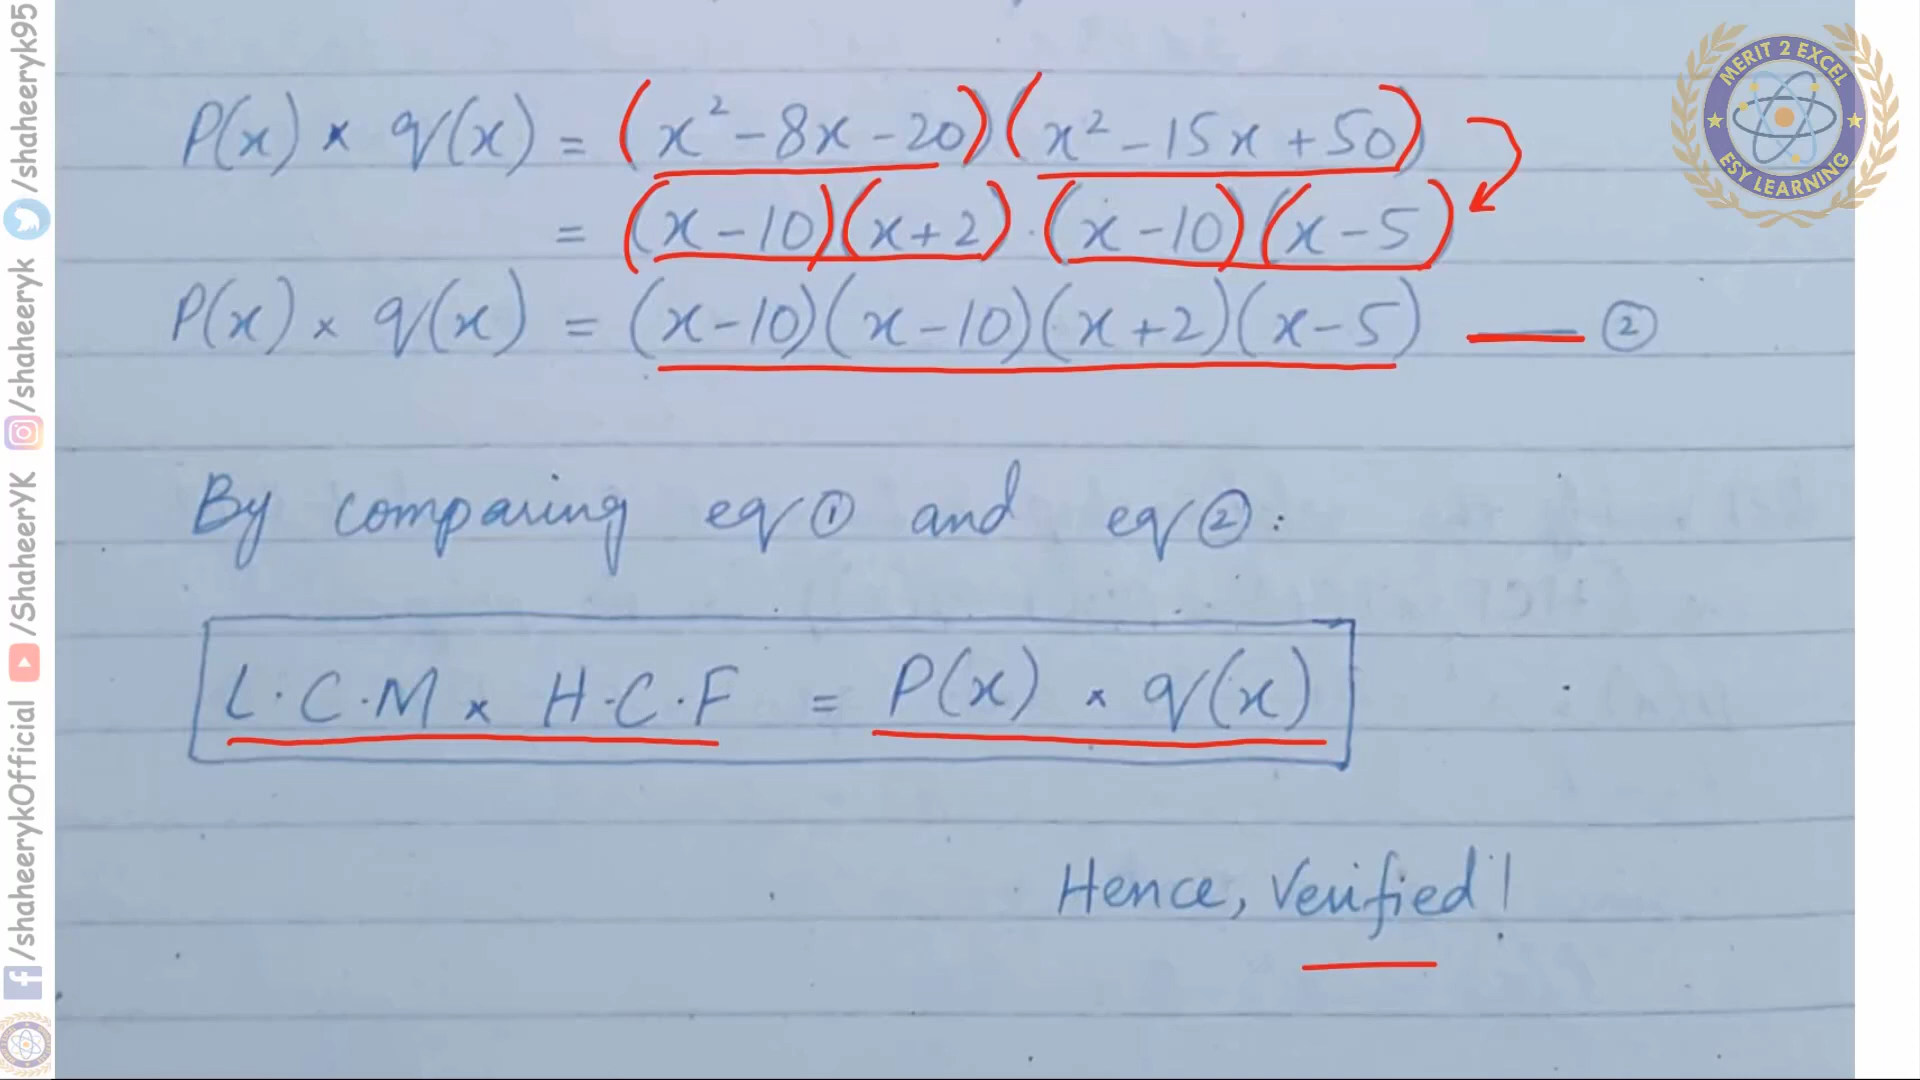 P(x) × q(x) = (x² - 8x - 20)(x² - 15x + 50)
= (x - 10)(x + 2) · (x - 10)(x - 5)
P(x) × q(x) = (x - 10)(x - 10)(x + 2)(x - 5) —— ②
By comparing eq ① and eq ②:
L.C.M × H.C.F = P(x) × q(x)
Hence, Verified!
MERIT 2 EXCEL
ESY LEARNING
/shaheeryk95
/shaheeryk
/ShaheerYK
/shaheerykOfficial